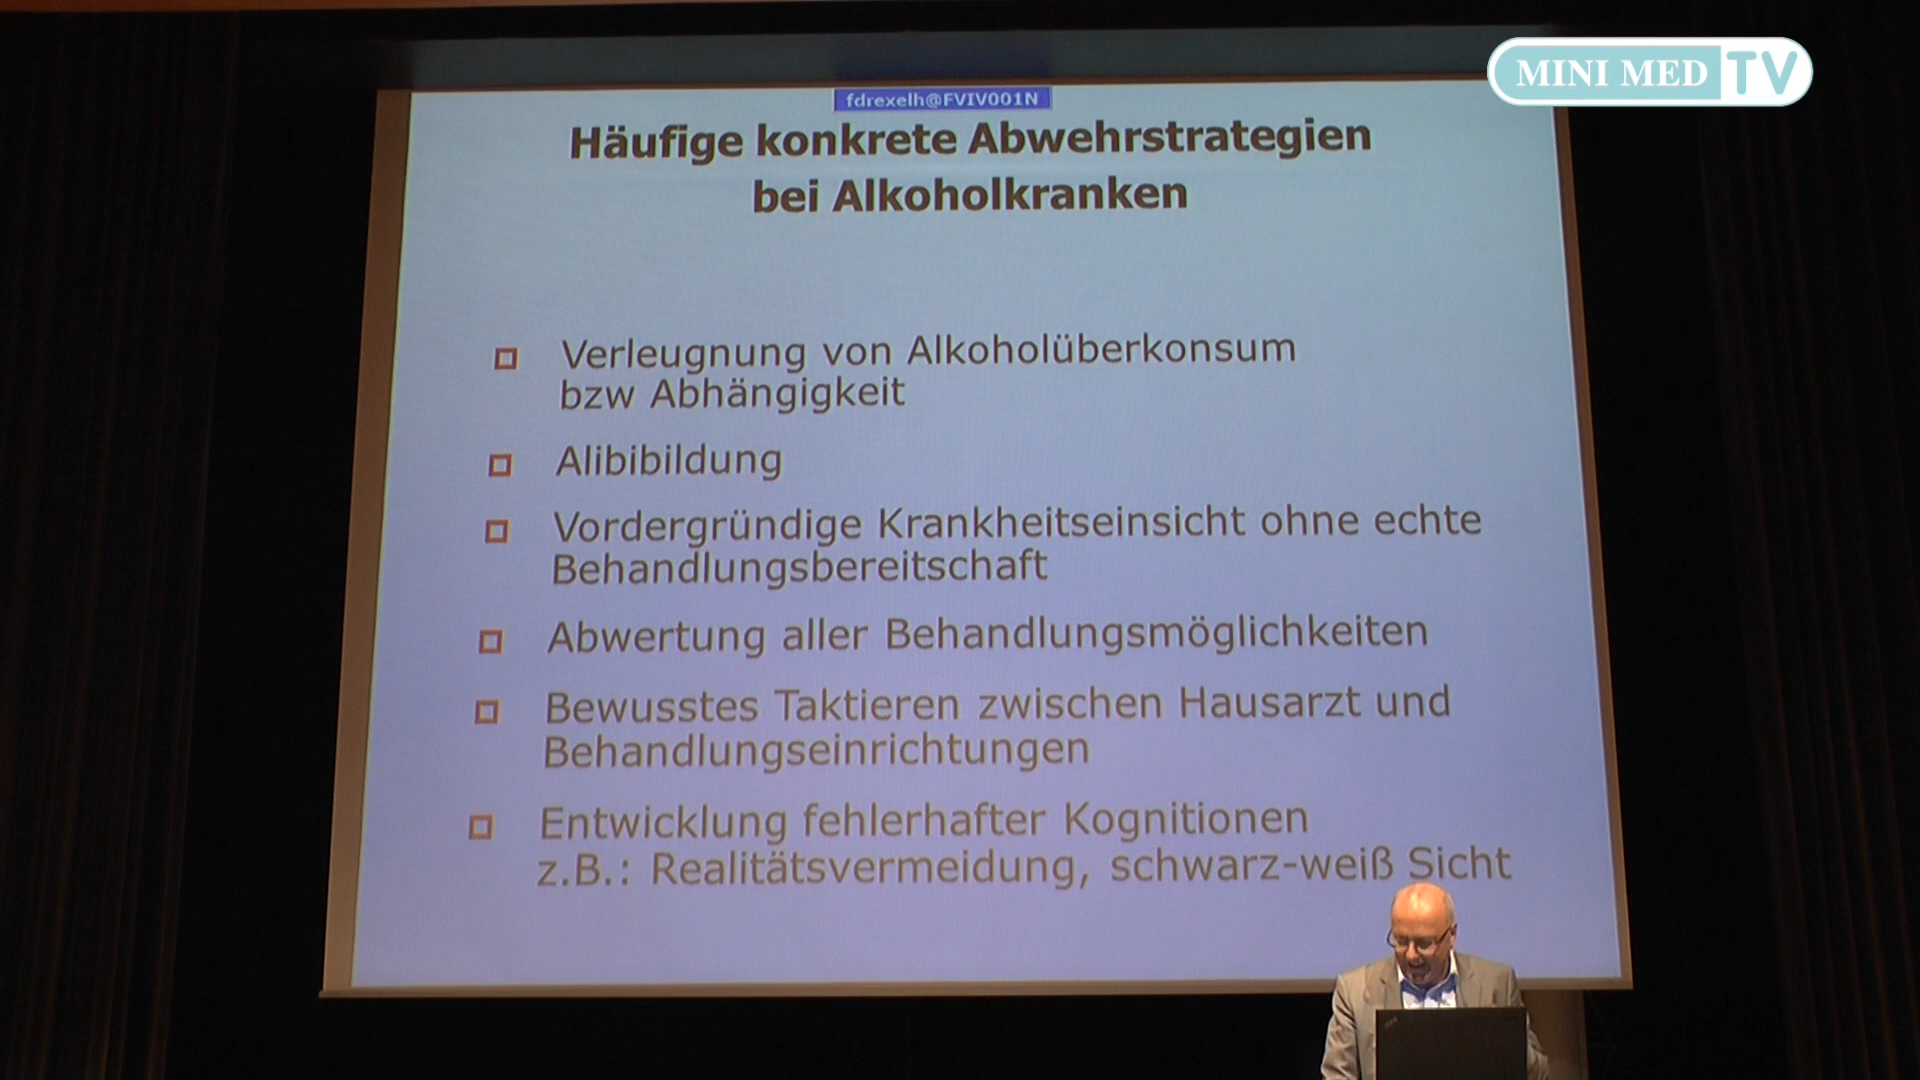 MINI MED TV
fdrexelh@FVIV001N
Häufige konkrete Abwehrstrategien
bei Alkoholkranken
Verleugnung von Alkoholüberkonsum
bzw Abhängigkeit
Alibibildung
Vordergründige Krankheitseinsicht ohne echte
Behandlungsbereitschaft
Abwertung aller Behandlungsmöglichkeiten
Bewusstes Taktieren zwischen Hausarzt und
Behandlungseinrichtungen
Entwicklung fehlerhafter Kognitionen
z.B.: Realitätsvermeidung, schwarz-weiß Sicht